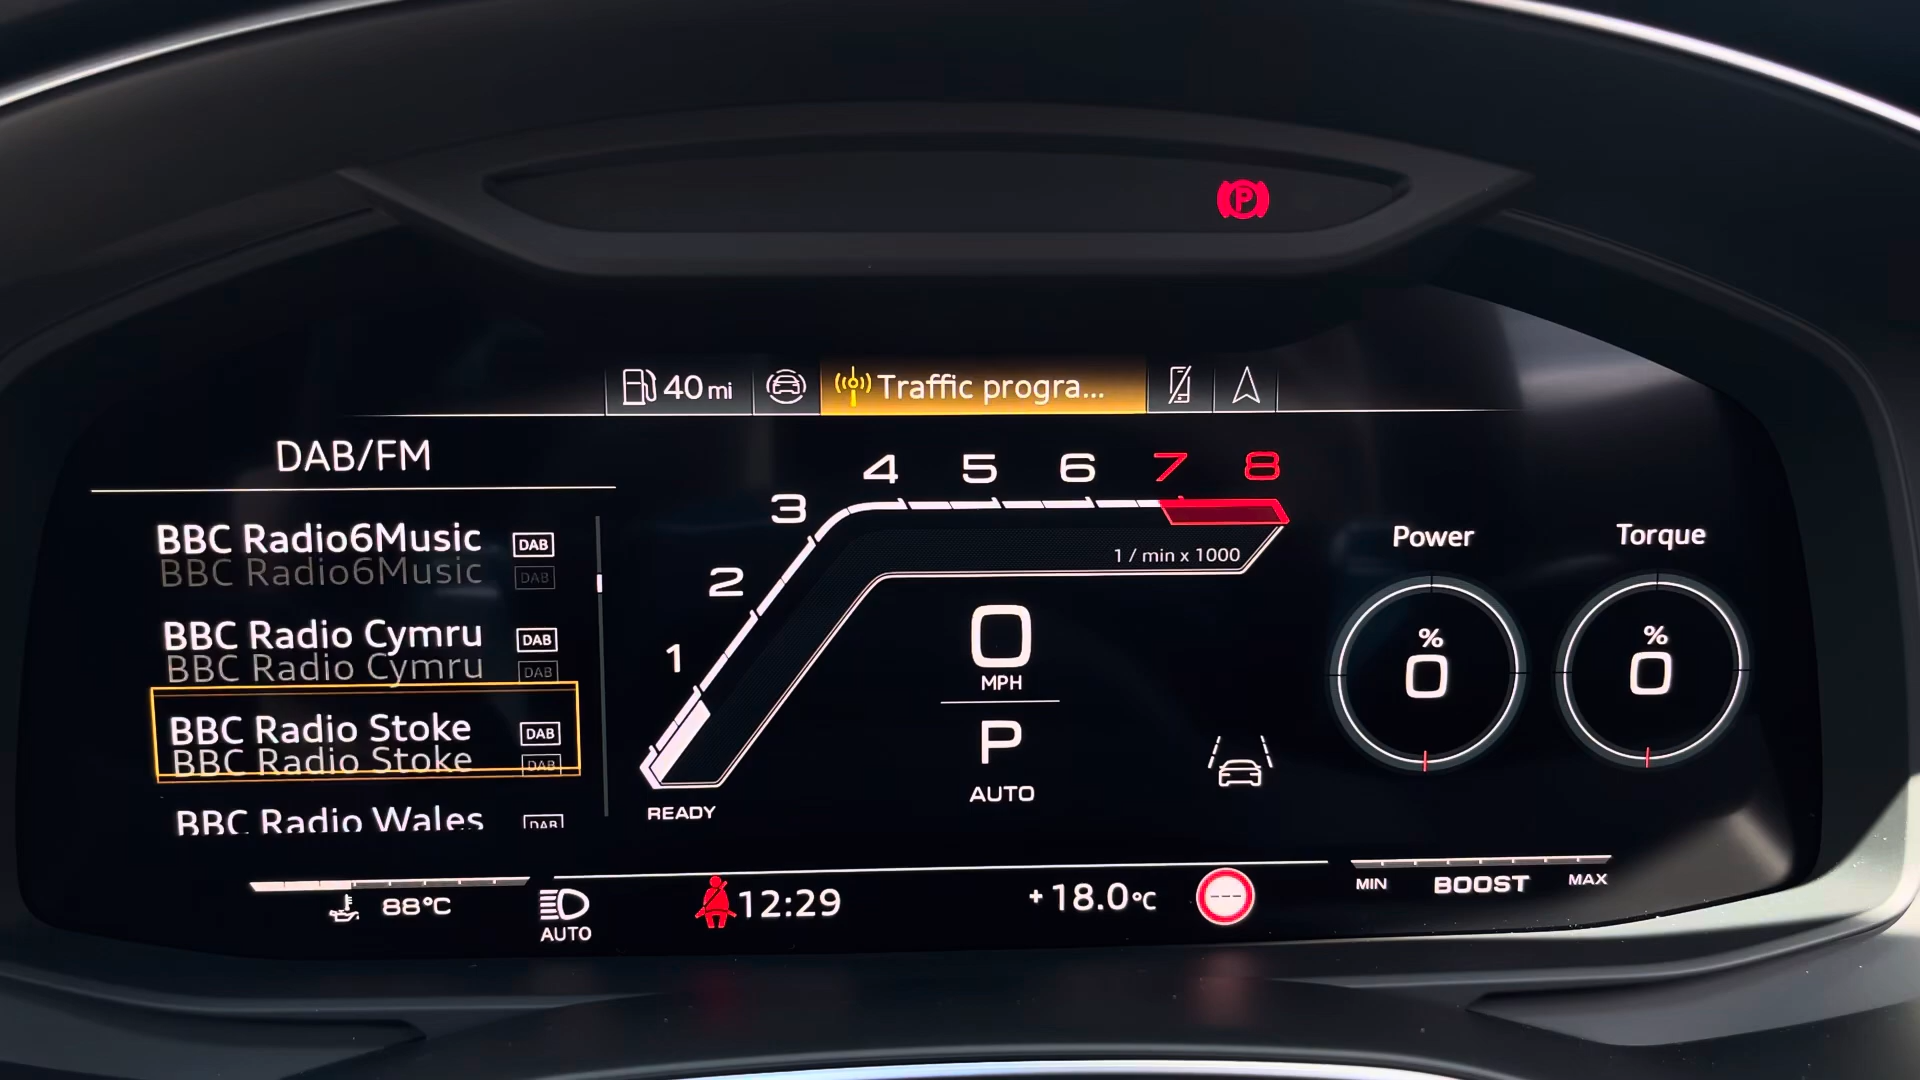 P
40 mi
Traffic progra...
DAB/FM
BBC Radio6Music DAB
BBC Radio6Music DAB
BBC Radio Cymru DAB
BBC Radio Cymru DAB
BBC Radio Stoke DAB
BBC Radio Stoke DAB
BBC Radio Wales DAB
1 2 3 4 5 6 7 8
1 / min x 1000
READY
0
MPH
P
AUTO
Power
% 0
Torque
% 0
88°C
AUTO
12:29
+18.0°C
---
MIN BOOST MAX